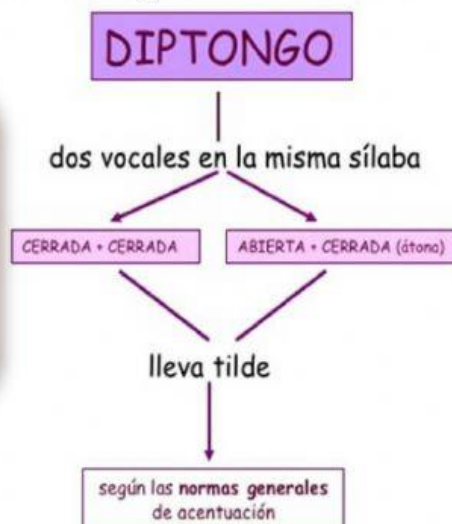 DIPTONGO
dos vocales en la misma sílaba
CERRADA + CERRADA
ABIERTA + CERRADA (átona)
lleva tilde
según las normas generales
de acentuación